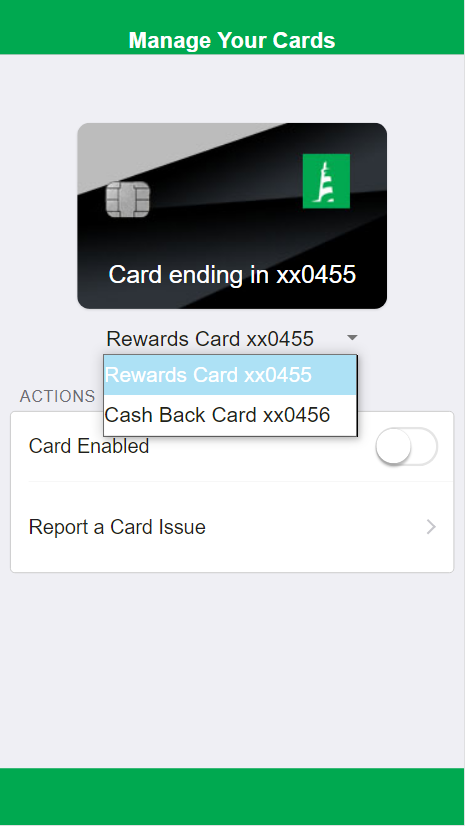 Manage Your Cards
Card ending in xx0455
Rewards Card xx0455
Rewards Card xx0455
Cash Back Card xx0456
ACTIONS
Card Enabled
Report a Card Issue